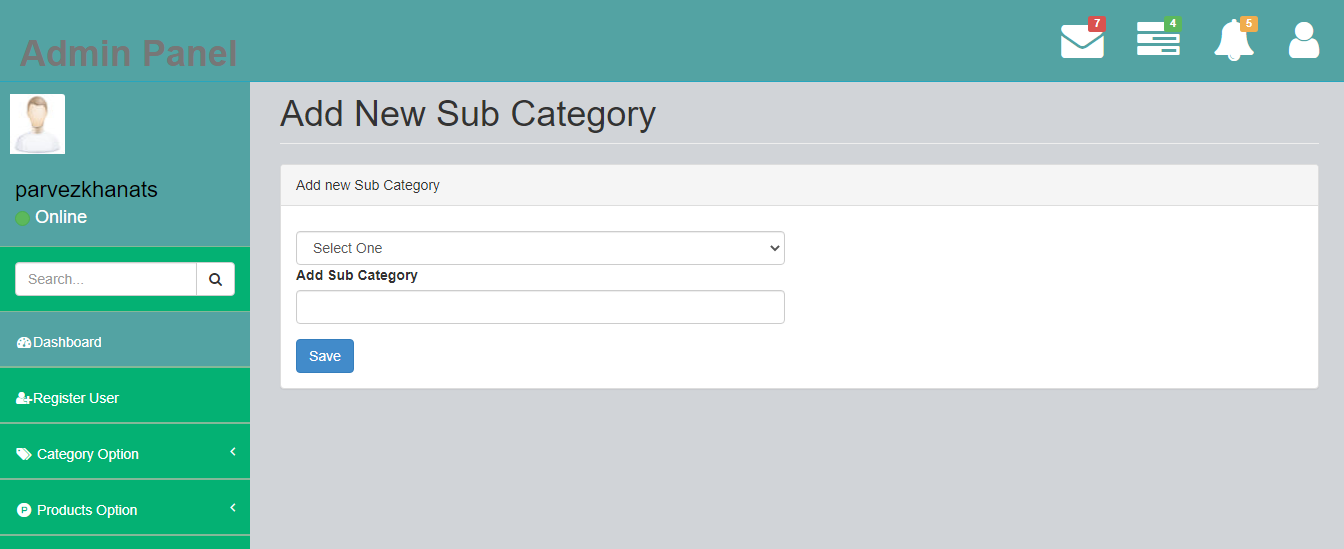 Admin Panel
7
4
5
parvezkhanats
Online
Search...
Dashboard
Register User
Category Option
P Products Option
Add New Sub Category
Add new Sub Category
Select One
Add Sub Category
Save